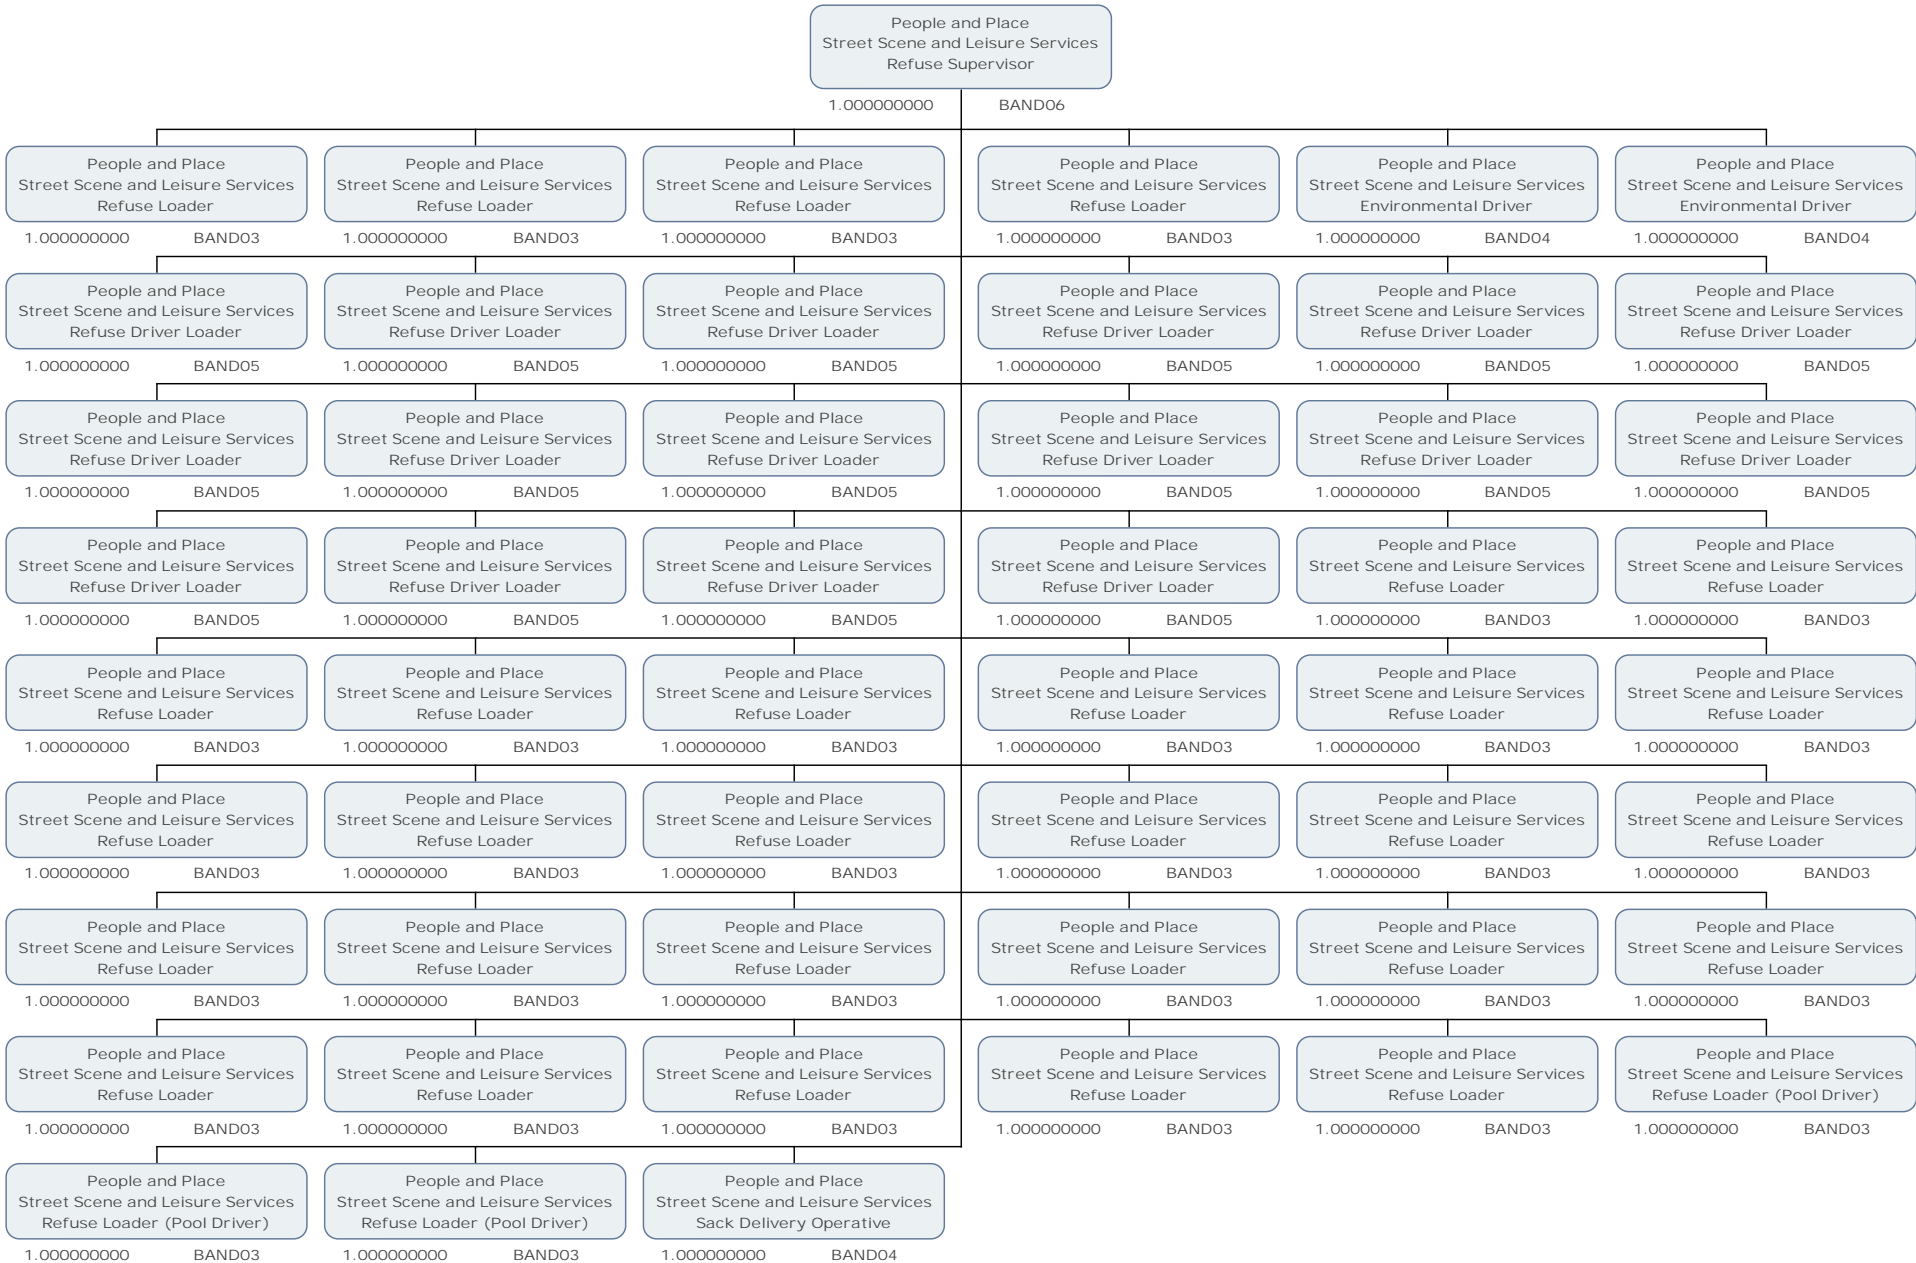 People and Place
Street Scene and Leisure Services
Refuse Supervisor
1.000000000 BAND06
People and Place
Street Scene and Leisure Services
Refuse Loader
1.000000000 BAND03
People and Place
Street Scene and Leisure Services
Refuse Loader
1.000000000 BAND03
People and Place
Street Scene and Leisure Services
Refuse Loader
1.000000000 BAND03
People and Place
Street Scene and Leisure Services
Refuse Loader
1.000000000 BAND03
People and Place
Street Scene and Leisure Services
Environmental Driver
1.000000000 BAND04
People and Place
Street Scene and Leisure Services
Environmental Driver
1.000000000 BAND04
People and Place
Street Scene and Leisure Services
Refuse Driver Loader
1.000000000 BAND05
People and Place
Street Scene and Leisure Services
Refuse Driver Loader
1.000000000 BAND05
People and Place
Street Scene and Leisure Services
Refuse Driver Loader
1.000000000 BAND05
People and Place
Street Scene and Leisure Services
Refuse Driver Loader
1.000000000 BAND05
People and Place
Street Scene and Leisure Services
Refuse Driver Loader
1.000000000 BAND05
People and Place
Street Scene and Leisure Services
Refuse Driver Loader
1.000000000 BAND05
People and Place
Street Scene and Leisure Services
Refuse Driver Loader
1.000000000 BAND05
People and Place
Street Scene and Leisure Services
Refuse Driver Loader
1.000000000 BAND05
People and Place
Street Scene and Leisure Services
Refuse Driver Loader
1.000000000 BAND05
People and Place
Street Scene and Leisure Services
Refuse Driver Loader
1.000000000 BAND05
People and Place
Street Scene and Leisure Services
Refuse Driver Loader
1.000000000 BAND05
People and Place
Street Scene and Leisure Services
Refuse Driver Loader
1.000000000 BAND05
People and Place
Street Scene and Leisure Services
Refuse Driver Loader
1.000000000 BAND05
People and Place
Street Scene and Leisure Services
Refuse Driver Loader
1.000000000 BAND05
People and Place
Street Scene and Leisure Services
Refuse Driver Loader
1.000000000 BAND05
People and Place
Street Scene and Leisure Services
Refuse Driver Loader
1.000000000 BAND05
People and Place
Street Scene and Leisure Services
Refuse Loader
1.000000000 BAND03
People and Place
Street Scene and Leisure Services
Refuse Loader
1.000000000 BAND03
People and Place
Street Scene and Leisure Services
Refuse Loader
1.000000000 BAND03
People and Place
Street Scene and Leisure Services
Refuse Loader
1.000000000 BAND03
People and Place
Street Scene and Leisure Services
Refuse Loader
1.000000000 BAND03
People and Place
Street Scene and Leisure Services
Refuse Loader
1.000000000 BAND03
People and Place
Street Scene and Leisure Services
Refuse Loader
1.000000000 BAND03
People and Place
Street Scene and Leisure Services
Refuse Loader
1.000000000 BAND03
People and Place
Street Scene and Leisure Services
Refuse Loader
1.000000000 BAND03
People and Place
Street Scene and Leisure Services
Refuse Loader
1.000000000 BAND03
People and Place
Street Scene and Leisure Services
Refuse Loader
1.000000000 BAND03
People and Place
Street Scene and Leisure Services
Refuse Loader
1.000000000 BAND03
People and Place
Street Scene and Leisure Services
Refuse Loader
1.000000000 BAND03
People and Place
Street Scene and Leisure Services
Refuse Loader
1.000000000 BAND03
People and Place
Street Scene and Leisure Services
Refuse Loader
1.000000000 BAND03
People and Place
Street Scene and Leisure Services
Refuse Loader
1.000000000 BAND03
People and Place
Street Scene and Leisure Services
Refuse Loader
1.000000000 BAND03
People and Place
Street Scene and Leisure Services
Refuse Loader
1.000000000 BAND03
People and Place
Street Scene and Leisure Services
Refuse Loader
1.000000000 BAND03
People and Place
Street Scene and Leisure Services
Refuse Loader
1.000000000 BAND03
People and Place
Street Scene and Leisure Services
Refuse Loader
1.000000000 BAND03
People and Place
Street Scene and Leisure Services
Refuse Loader
1.000000000 BAND03
People and Place
Street Scene and Leisure Services
Refuse Loader
1.000000000 BAND03
People and Place
Street Scene and Leisure Services
Refuse Loader
1.000000000 BAND03
People and Place
Street Scene and Leisure Services
Refuse Loader
1.000000000 BAND03
People and Place
Street Scene and Leisure Services
Refuse Loader (Pool Driver)
1.000000000 BAND03
People and Place
Street Scene and Leisure Services
Refuse Loader (Pool Driver)
1.000000000 BAND03
People and Place
Street Scene and Leisure Services
Refuse Loader (Pool Driver)
1.000000000 BAND03
People and Place
Street Scene and Leisure Services
Sack Delivery Operative
1.000000000 BAND04